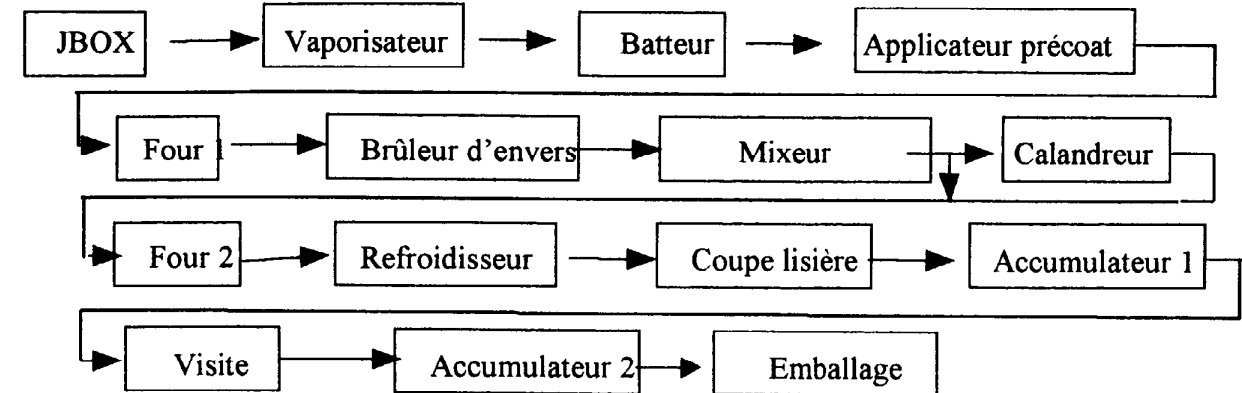 JBOX Vaporisateur Batteur Applicateur précoat
Four 1 Brûleur d'envers Mixeur Calandreur
Four 2 Refroidisseur Coupe lisière Accumulateur 1
Visite Accumulateur 2 Emballage